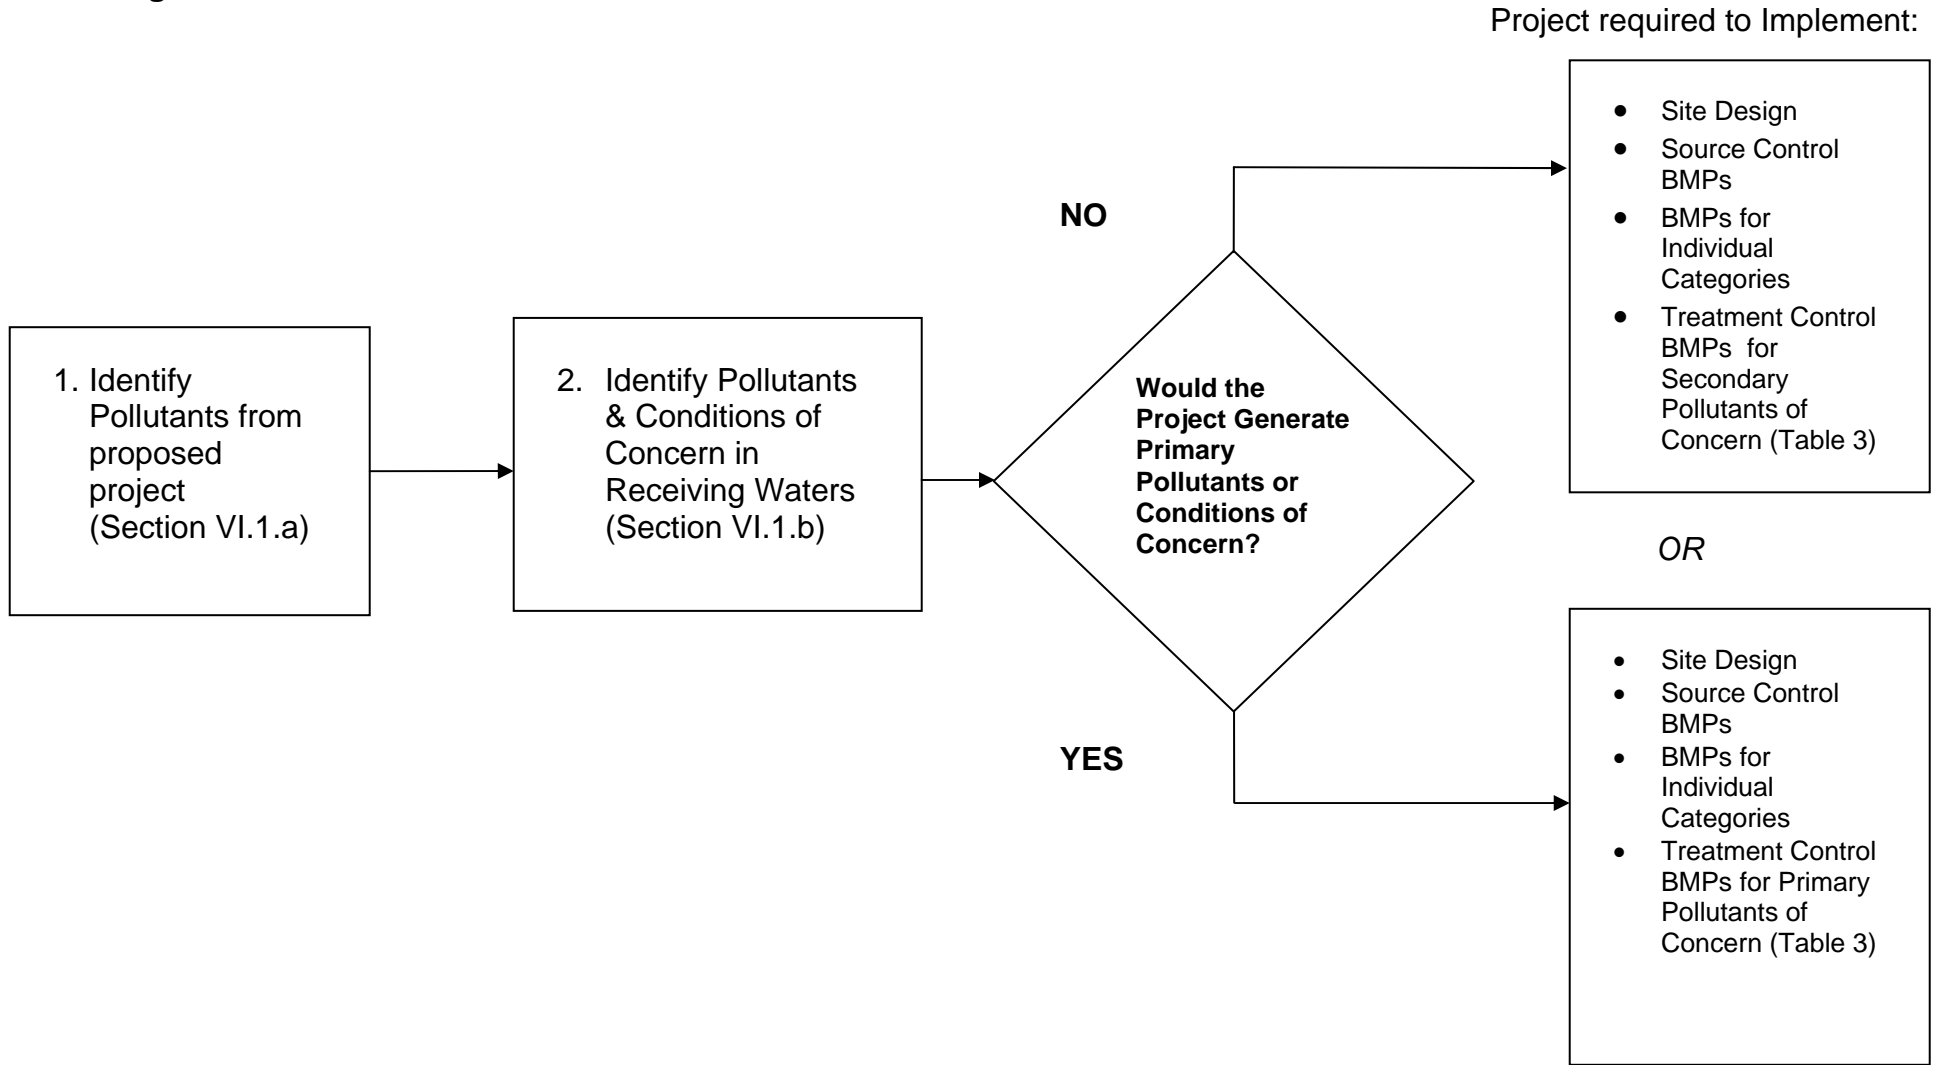 Project required to Implement:
1. Identify
Pollutants from
proposed
project
(Section VI.1.a)
2. Identify Pollutants
& Conditions of
Concern in
Receiving Waters
(Section VI.1.b)
Would the
Project Generate
Primary
Pollutants or
Conditions of
Concern?
NO
• Site Design
• Source Control
BMPs
• BMPs for
Individual
Categories
• Treatment Control
BMPs for
Secondary
Pollutants of
Concern (Table 3)
OR
YES
• Site Design
• Source Control
BMPs
• BMPs for
Individual
Categories
• Treatment Control
BMPs for Primary
Pollutants of
Concern (Table 3)